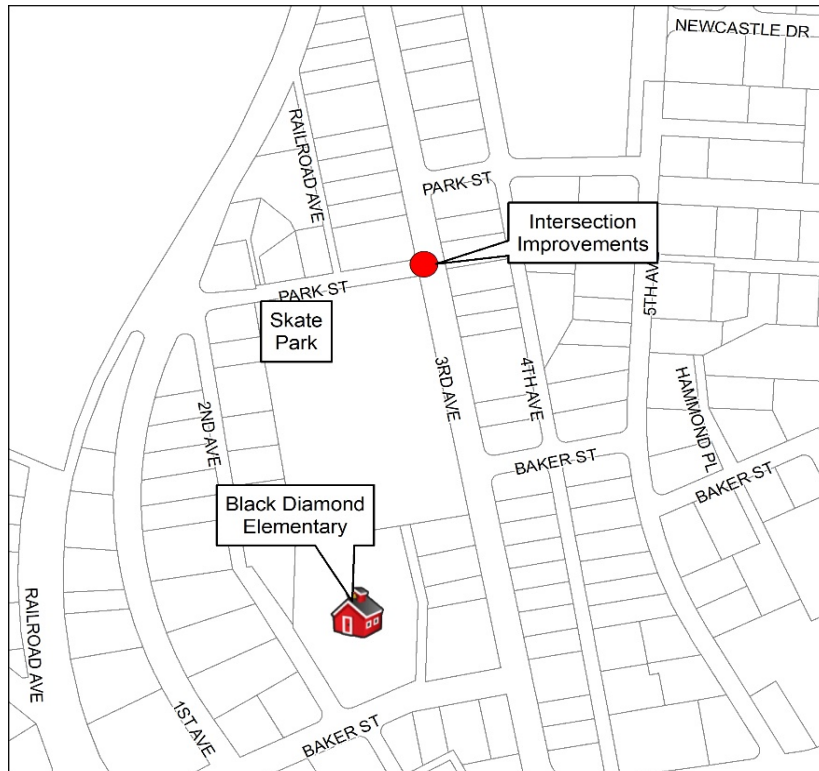 NEWCASTLE DR
RAILROAD AVE
PARK ST
Intersection
Improvements
5TH AVE
PARK ST
Skate
Park
3RD AVE
4TH AVE
HAMMOND PL
2ND AVE
BAKER ST
BAKER ST
Black Diamond
Elementary
RAILROAD AVE
1ST AVE
BAKER ST